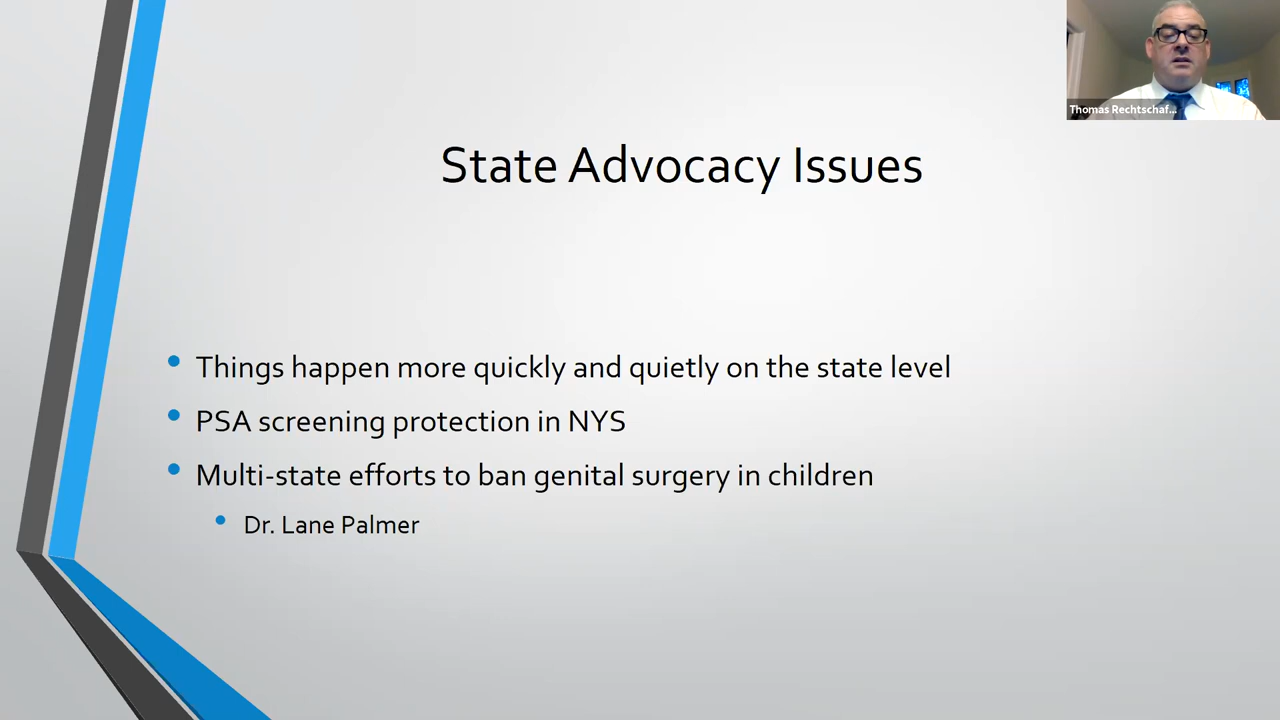 Thomas Rechtschaf...
State Advocacy Issues
Things happen more quickly and quietly on the state level
PSA screening protection in NYS
Multi-state efforts to ban genital surgery in children
Dr. Lane Palmer